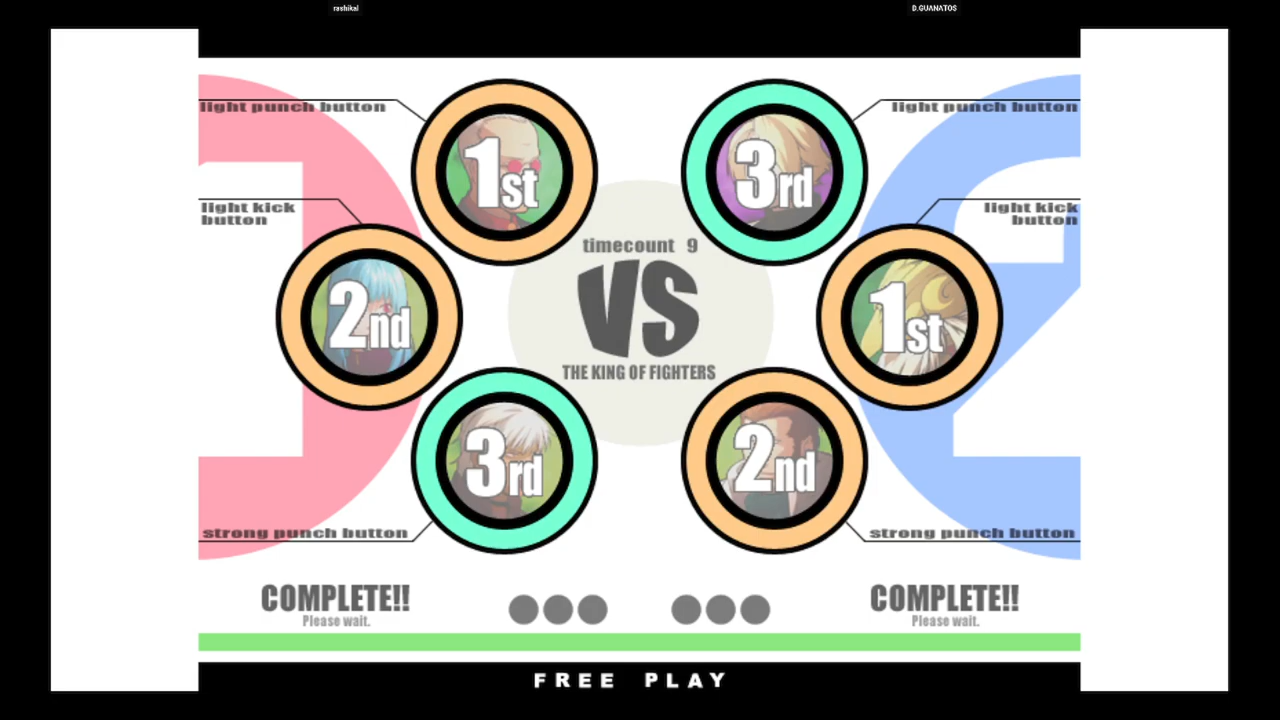 rashikal
D.GUANATOS
light punch button
light punch button
1st
3rd
light kick
button
light kick
button
timecount 9
VS
THE KING OF FIGHTERS
2nd
1st
3rd
2nd
strong punch button
strong punch button
COMPLETE!!
Please wait.
COMPLETE!!
Please wait.
FREE PLAY